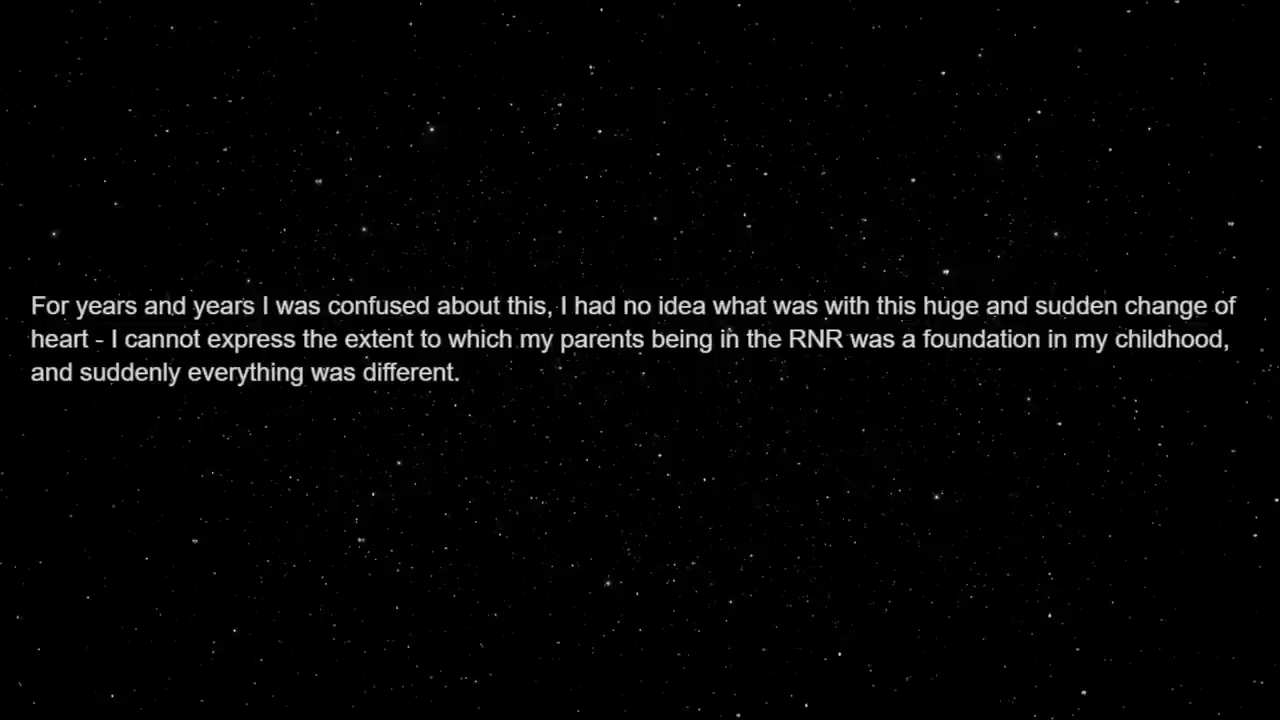 For years and years I was confused about this, I had no idea what was with this huge and sudden change of
heart - I cannot express the extent to which my parents being in the RNR was a foundation in my childhood,
and suddenly everything was different.